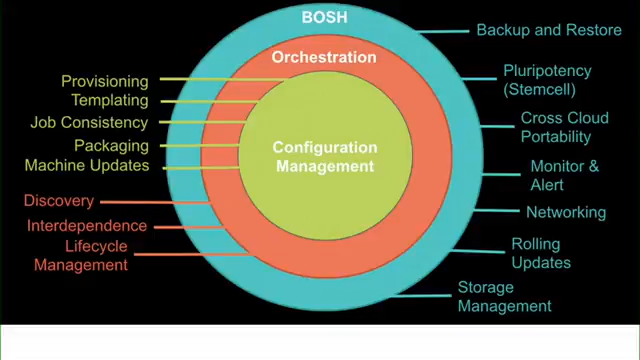 BOSH
Orchestration
Configuration
Management
Provisioning
Templating
Job Consistency
Packaging
Machine Updates
Discovery
Interdependence
Lifecycle
Management
Backup and Restore
Pluripotency
(Stemcell)
Cross Cloud
Portability
Monitor &
Alert
Networking
Rolling
Updates
Storage
Management